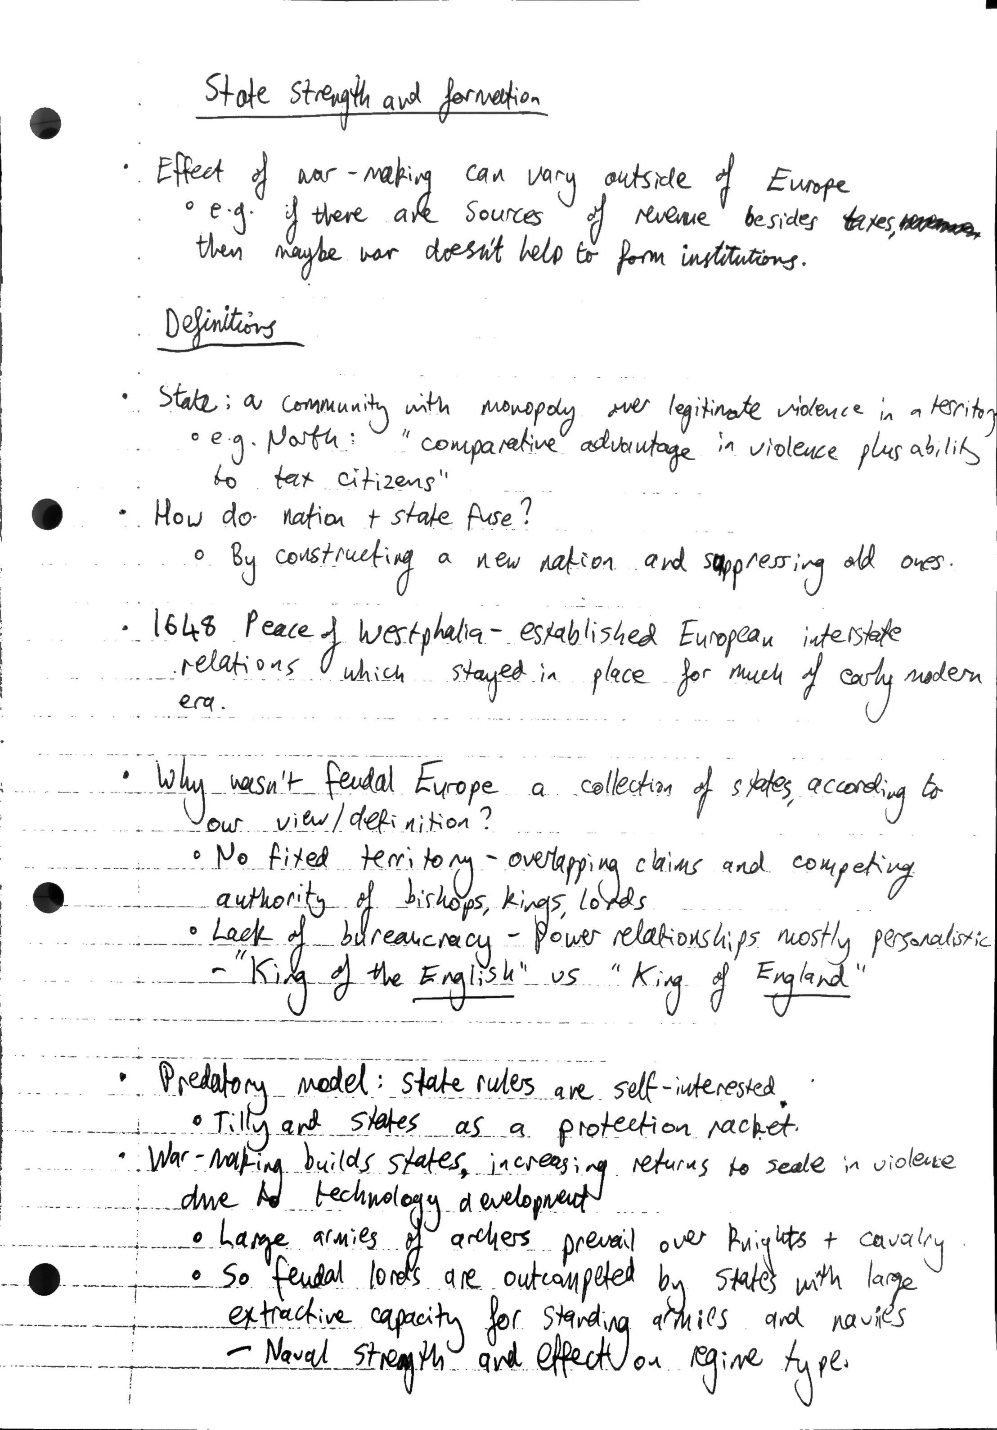 State strength and formation
• Effect of war-making can vary outside of Europe
◦ e.g. if there are sources of revenue besides taxes,
then maybe war doesn't help to form institutions.
Definitions
• State: a community with monopoly over legitimate violence in a territory
◦ e.g. North: "comparative advantage in violence plus ability
to tax citizens"
• How do nation + state fuse?
◦ By constructing a new nation and suppressing old ones.
• 1648 Peace of Westphalia - established European interstate
relations which stayed in place for much of early modern
era.
• Why wasn't feudal Europe a collection of states, according to
our view/definition?
◦ No fixed territory - overlapping claims and competing
authority of bishops, kings, lords
◦ Lack of bureaucracy - Power relationships mostly personalistic
- "King of the English" vs "King of England"
• Predatory model: state rulers are self-interested.
◦ Tilly and states as a protection racket.
• War-making builds states, increasing returns to scale in violence
due to technology development
◦ Large armies of archers prevail over knights + cavalry.
◦ So feudal lords are outcompeted by states with large
extractive capacity for standing armies and navies
- Naval strength and effect on regime type.